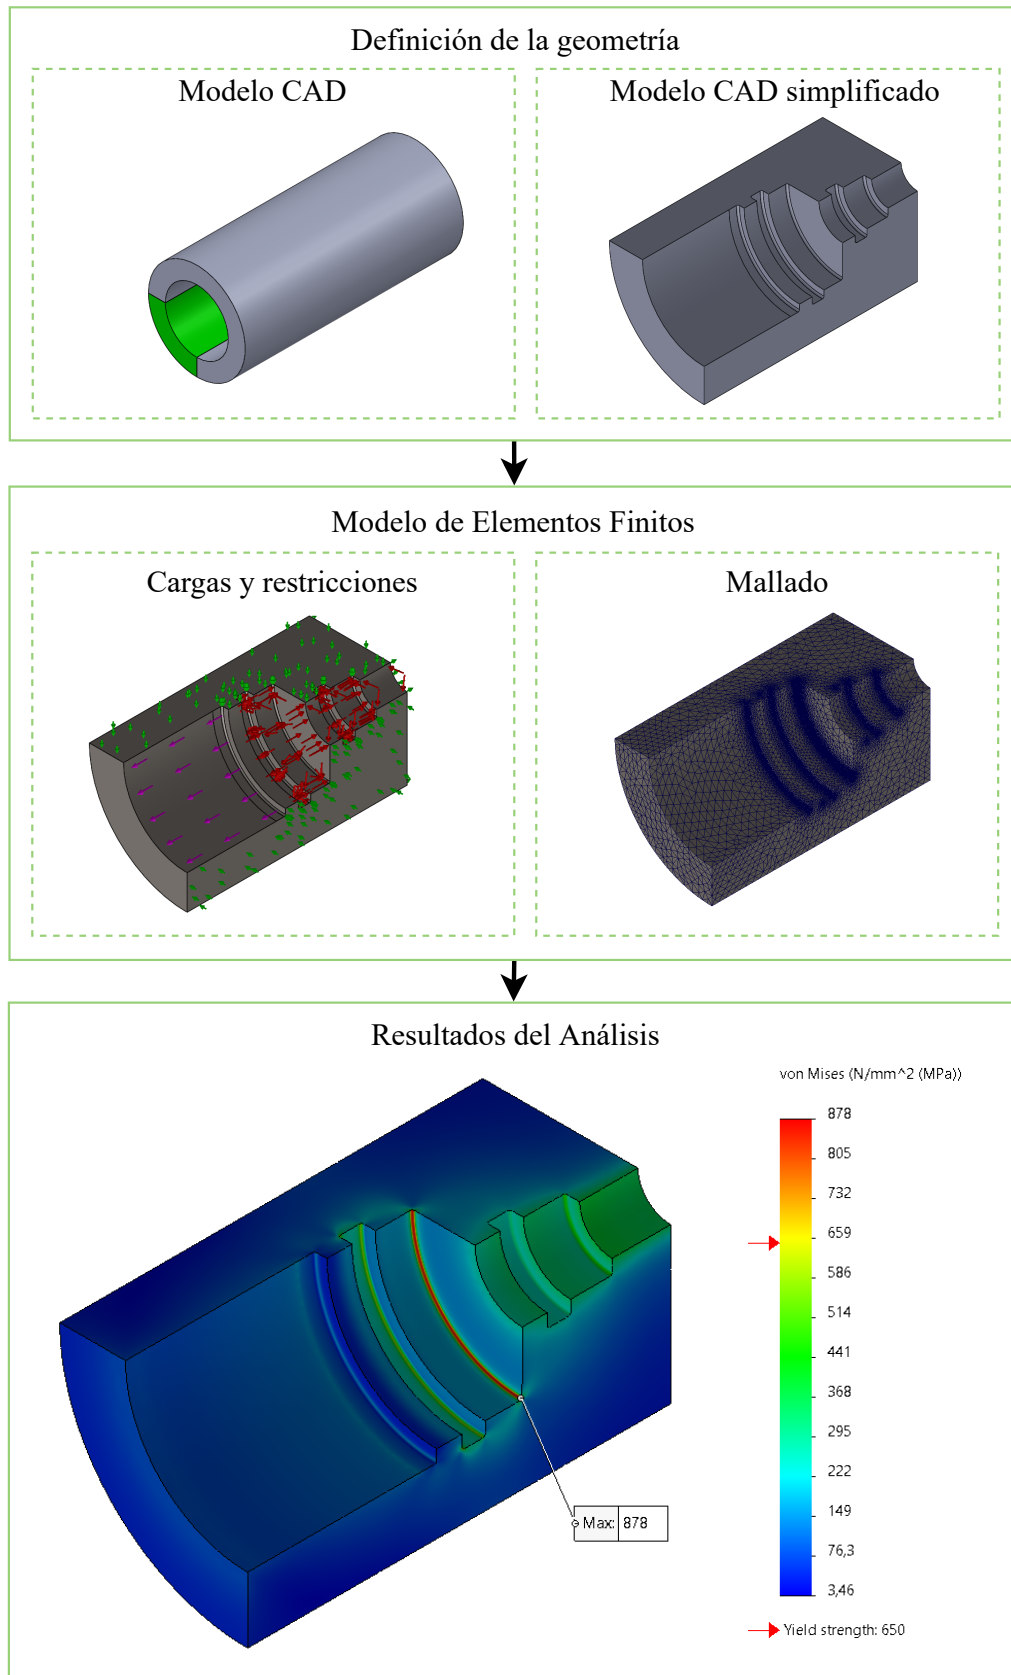 Definición de la geometría
Modelo CAD
Modelo CAD simplificado
Modelo de Elementos Finitos
Cargas y restricciones
Mallado
Resultados del Análisis
von Mises (N/mm^2 (MPa))
878
805
732
659
586
514
441
368
295
222
149
76,3
3,46
Max: 878
Yield strength: 650